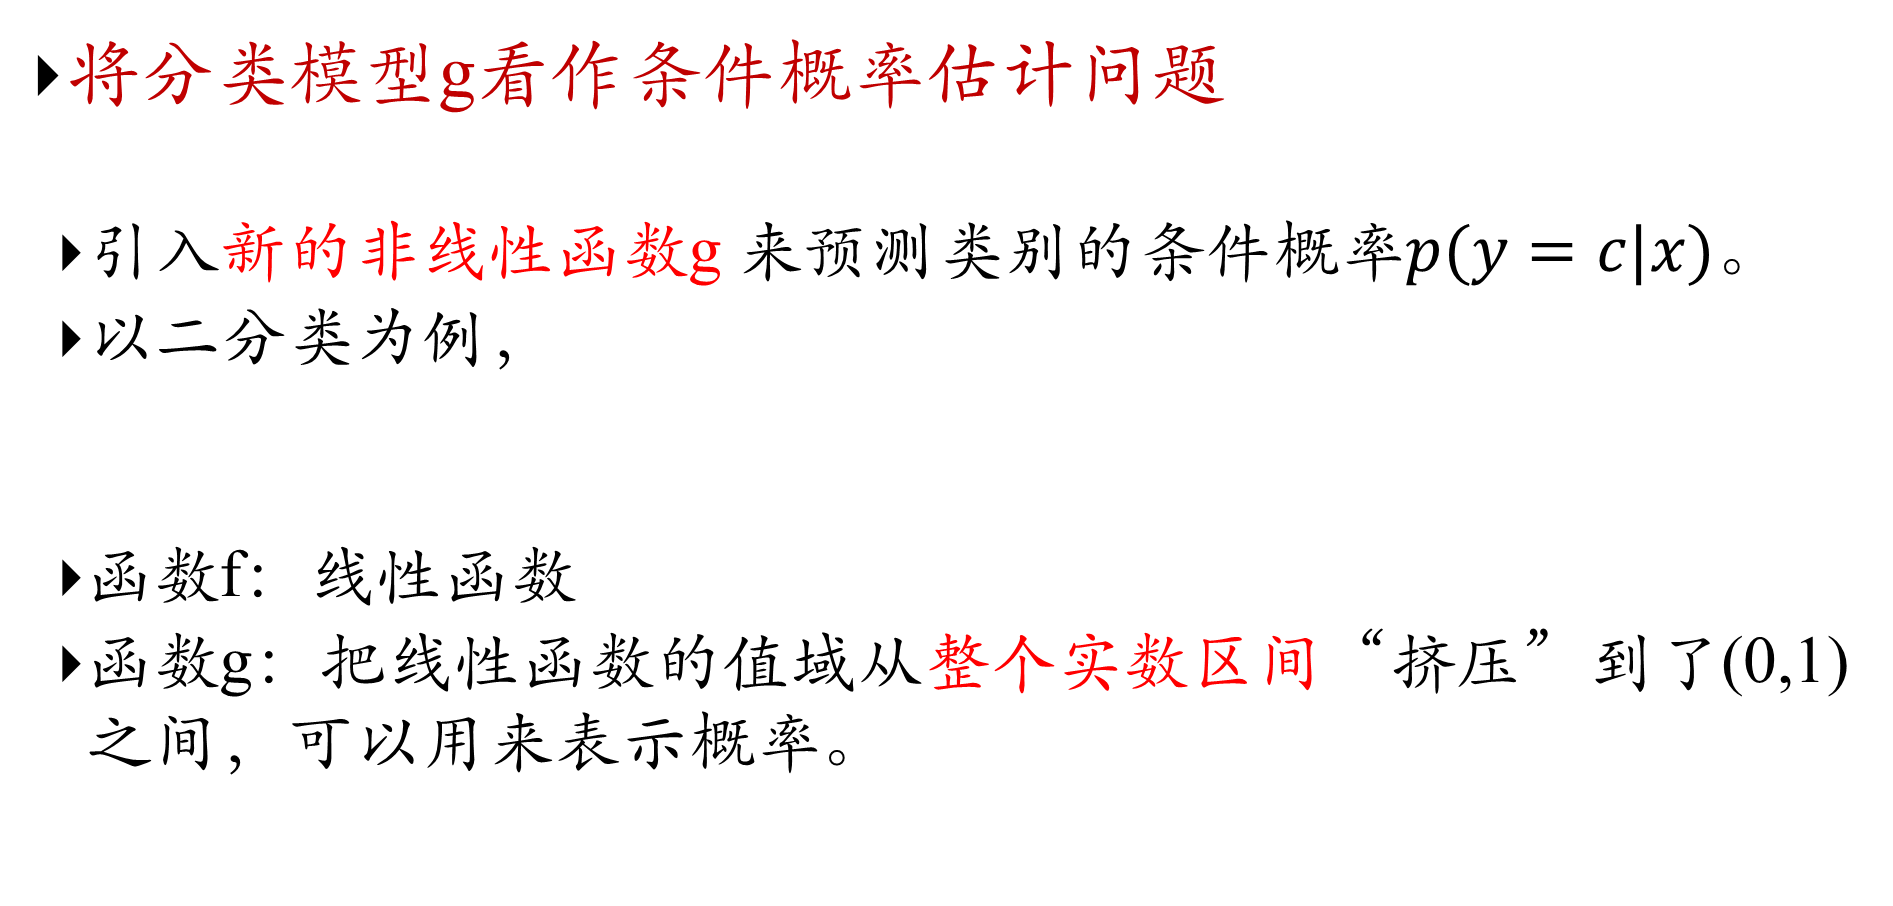 ▶将分类模型g看作条件概率估计问题
▶引入新的非线性函数g 来预测类别的条件概率p(y = c|x)。
▶以二分类为例，
▶函数f：线性函数
▶函数g：把线性函数的值域从整个实数区间“挤压”到了(0,1)
之间，可以用来表示概率。